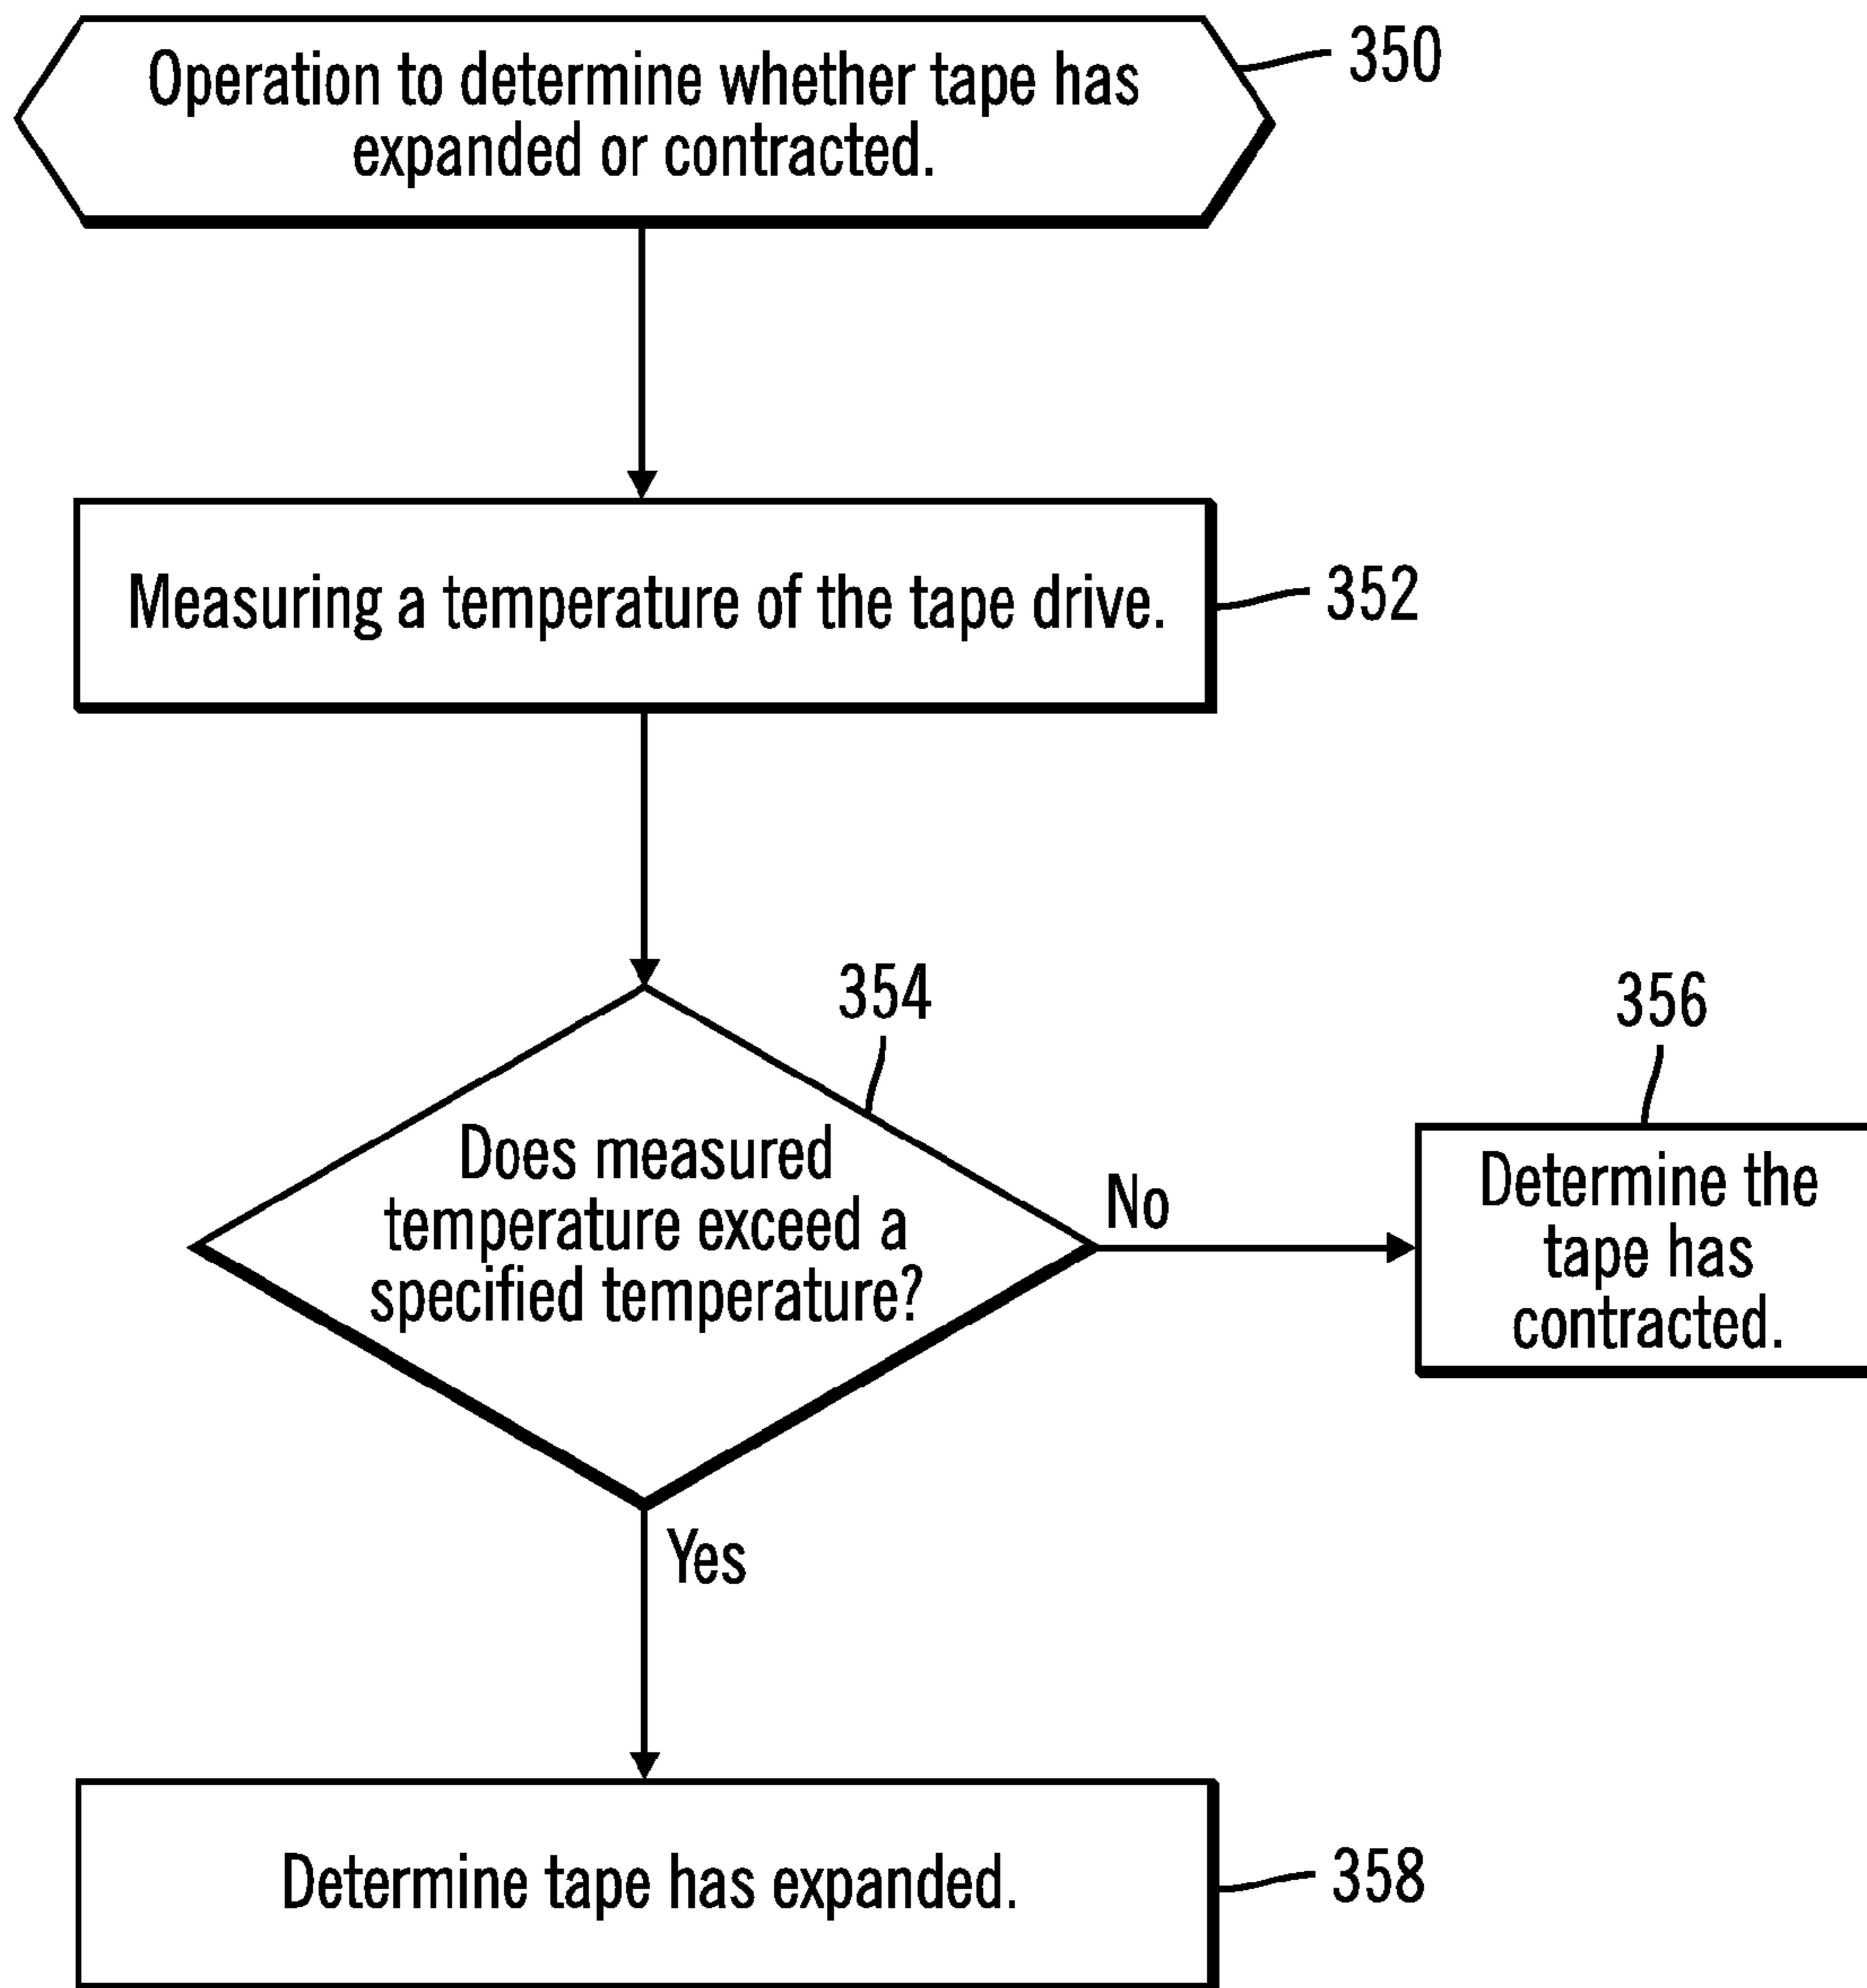 Operation to determine whether tape has
expanded or contracted.
350
Measuring a temperature of the tape drive.
352
354
356
Does measured
temperature exceed a
specified temperature?
No
Determine the
tape has
contracted.
Yes
Determine tape has expanded.
358